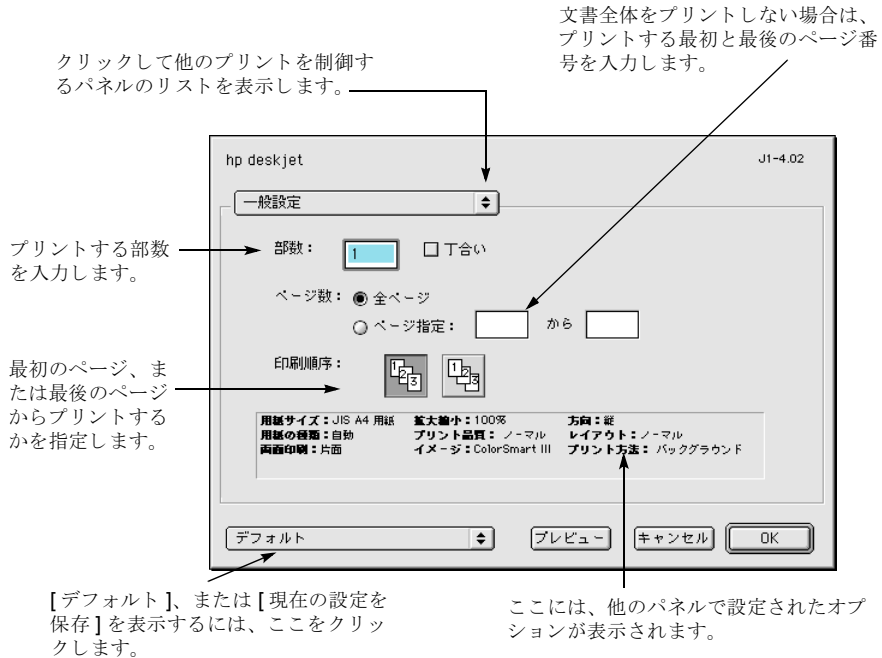 文書全体をプリントしない場合は、
プリントする最初と最後のページ番
号を入力します。
クリックして他のプリントを制御す
るパネルのリストを表示します。
hp deskjet
J1-4.02
一般設定
プリントする部数
を入力します。
部数：
1
丁合い
ページ数：
全ページ
ページ指定：
から
最初のページ、ま
たは最後のページ
からプリントする
かを指定します。
印刷順序：
1 2 3
1 2 3
用紙サイズ：JIS A4 用紙 拡大縮小：100% 方向：縦
用紙の種類：自動 プリント品質： ノーマル レイアウト：ノーマル
両面印刷：片面 イメージ：ColorSmart III プリント方法： バックグラウンド
デフォルト
プレビュー
キャンセル
OK
[ デフォルト ]、または [ 現在の設定を
保存 ] を表示するには、ここをクリッ
クします。
ここには、他のパネルで設定されたオプ
ションが表示されます。